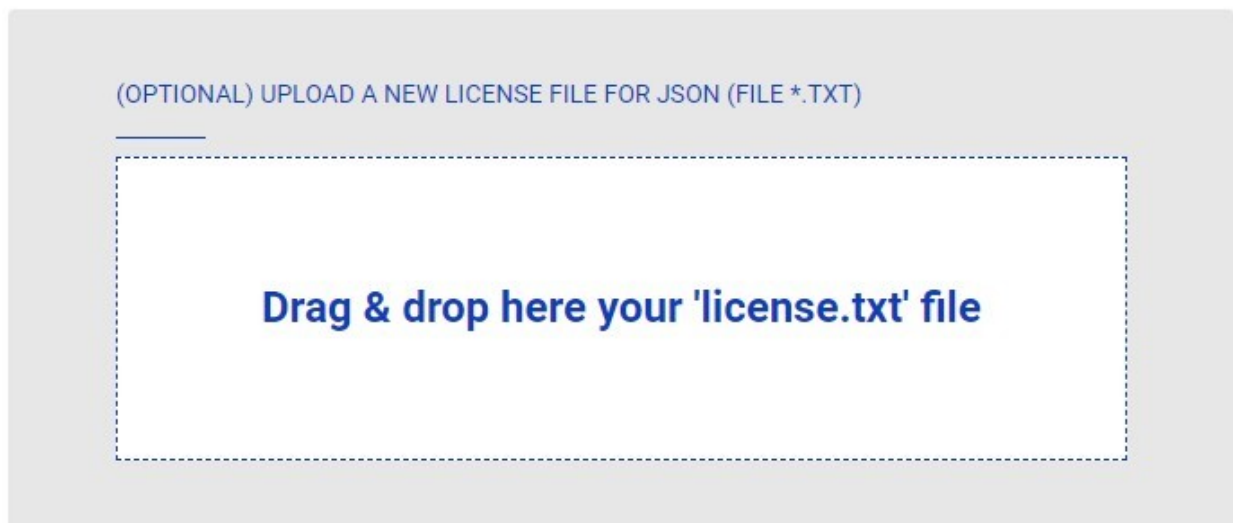 (OPTIONAL) UPLOAD A NEW LICENSE FILE FOR JSON (FILE *.TXT)
Drag & drop here your 'license.txt' file